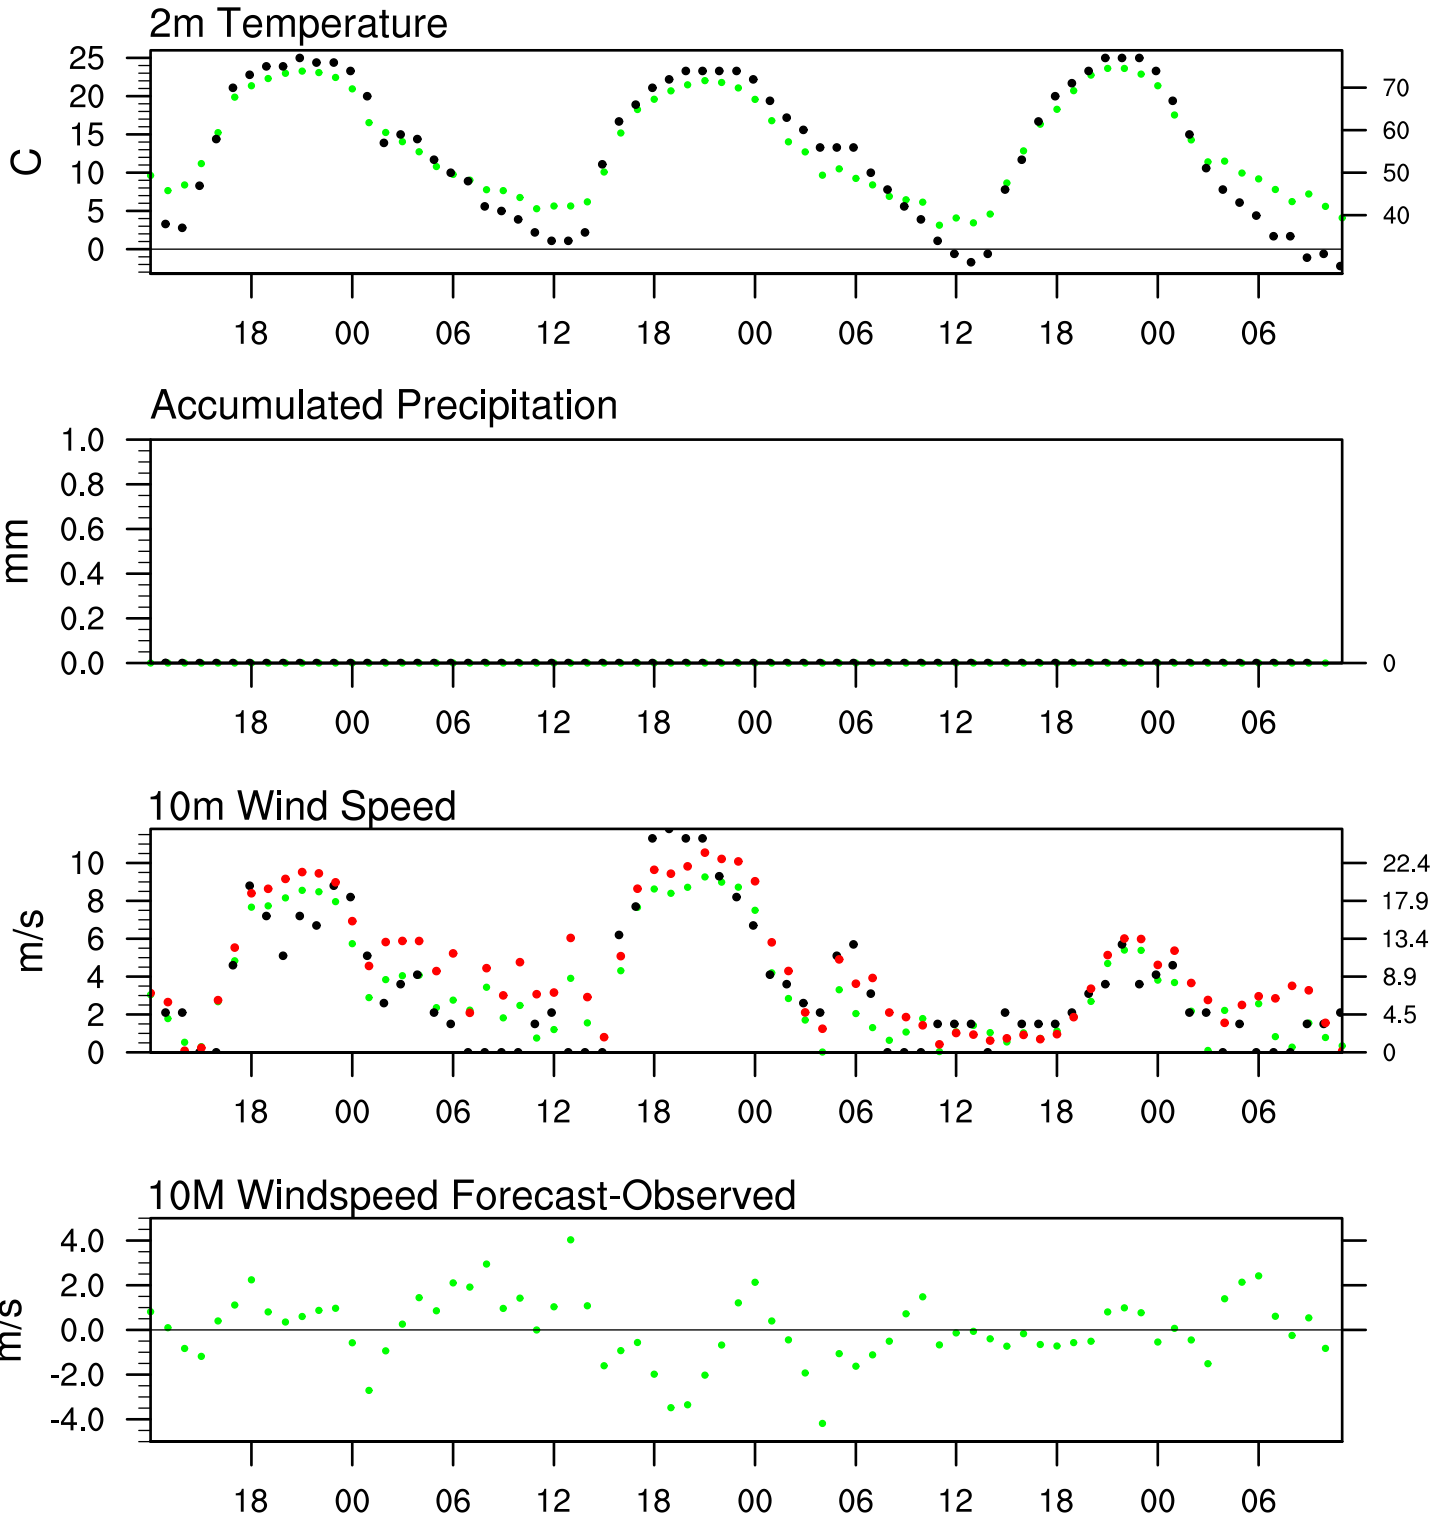 2m Temperature
25
20
15
10
5
0
C
70
60
50
40
18 00 06 12 18 00 06 12 18 00 06
Accumulated Precipitation
1.0
0.8
0.6
0.4
0.2
0.0
mm
0
18 00 06 12 18 00 06 12 18 00 06
10m Wind Speed
10
8
6
4
2
0
m/s
22.4
17.9
13.4
8.9
4.5
0
18 00 06 12 18 00 06 12 18 00 06
10M Windspeed Forecast-Observed
4.0
2.0
0.0
-2.0
-4.0
m/s
18 00 06 12 18 00 06 12 18 00 06